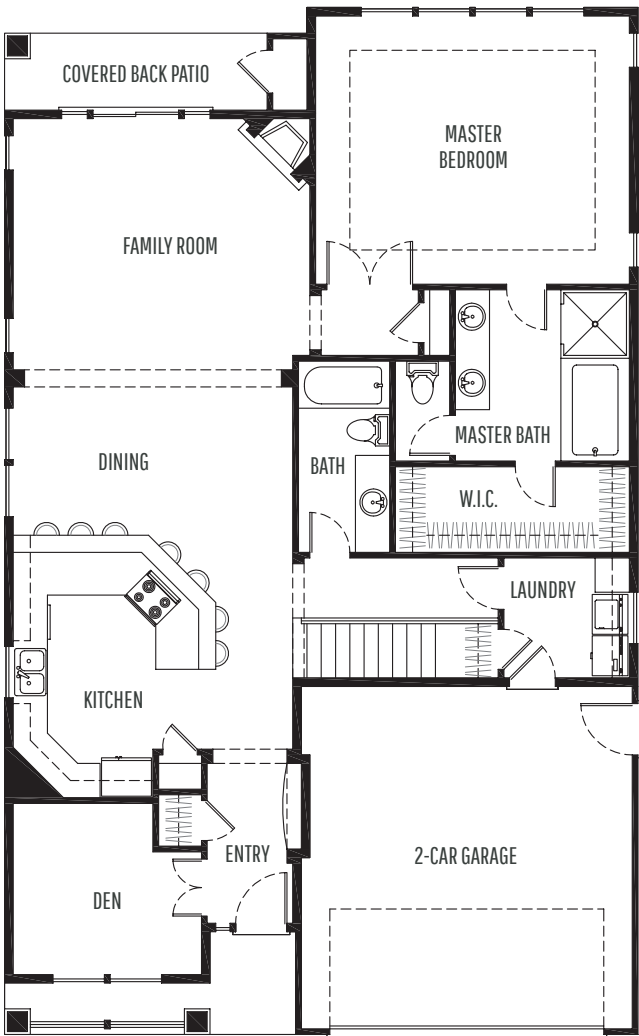 COVERED BACK PATIO
MASTER
BEDROOM
FAMILY ROOM
DINING
BATH
MASTER BATH
W.I.C.
LAUNDRY
KITCHEN
ENTRY
2-CAR GARAGE
DEN